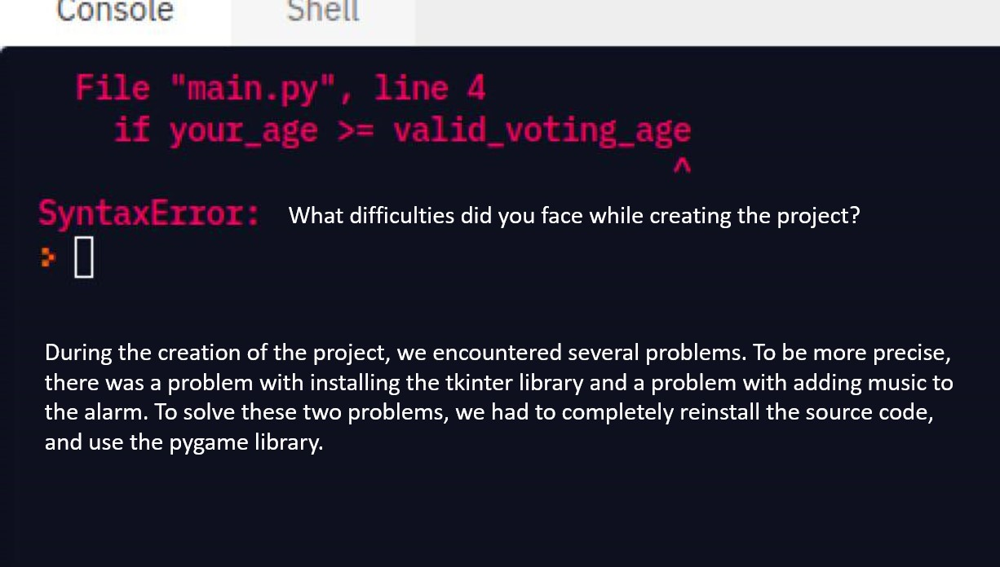 Console Shell
File "main.py", line 4
if your_age >= valid_voting_age
^
SyntaxError: What difficulties did you face while creating the project?
During the creation of the project, we encountered several problems. To be more precise,
there was a problem with installing the tkinter library and a problem with adding music to
the alarm. To solve these two problems, we had to completely reinstall the source code,
and use the pygame library.